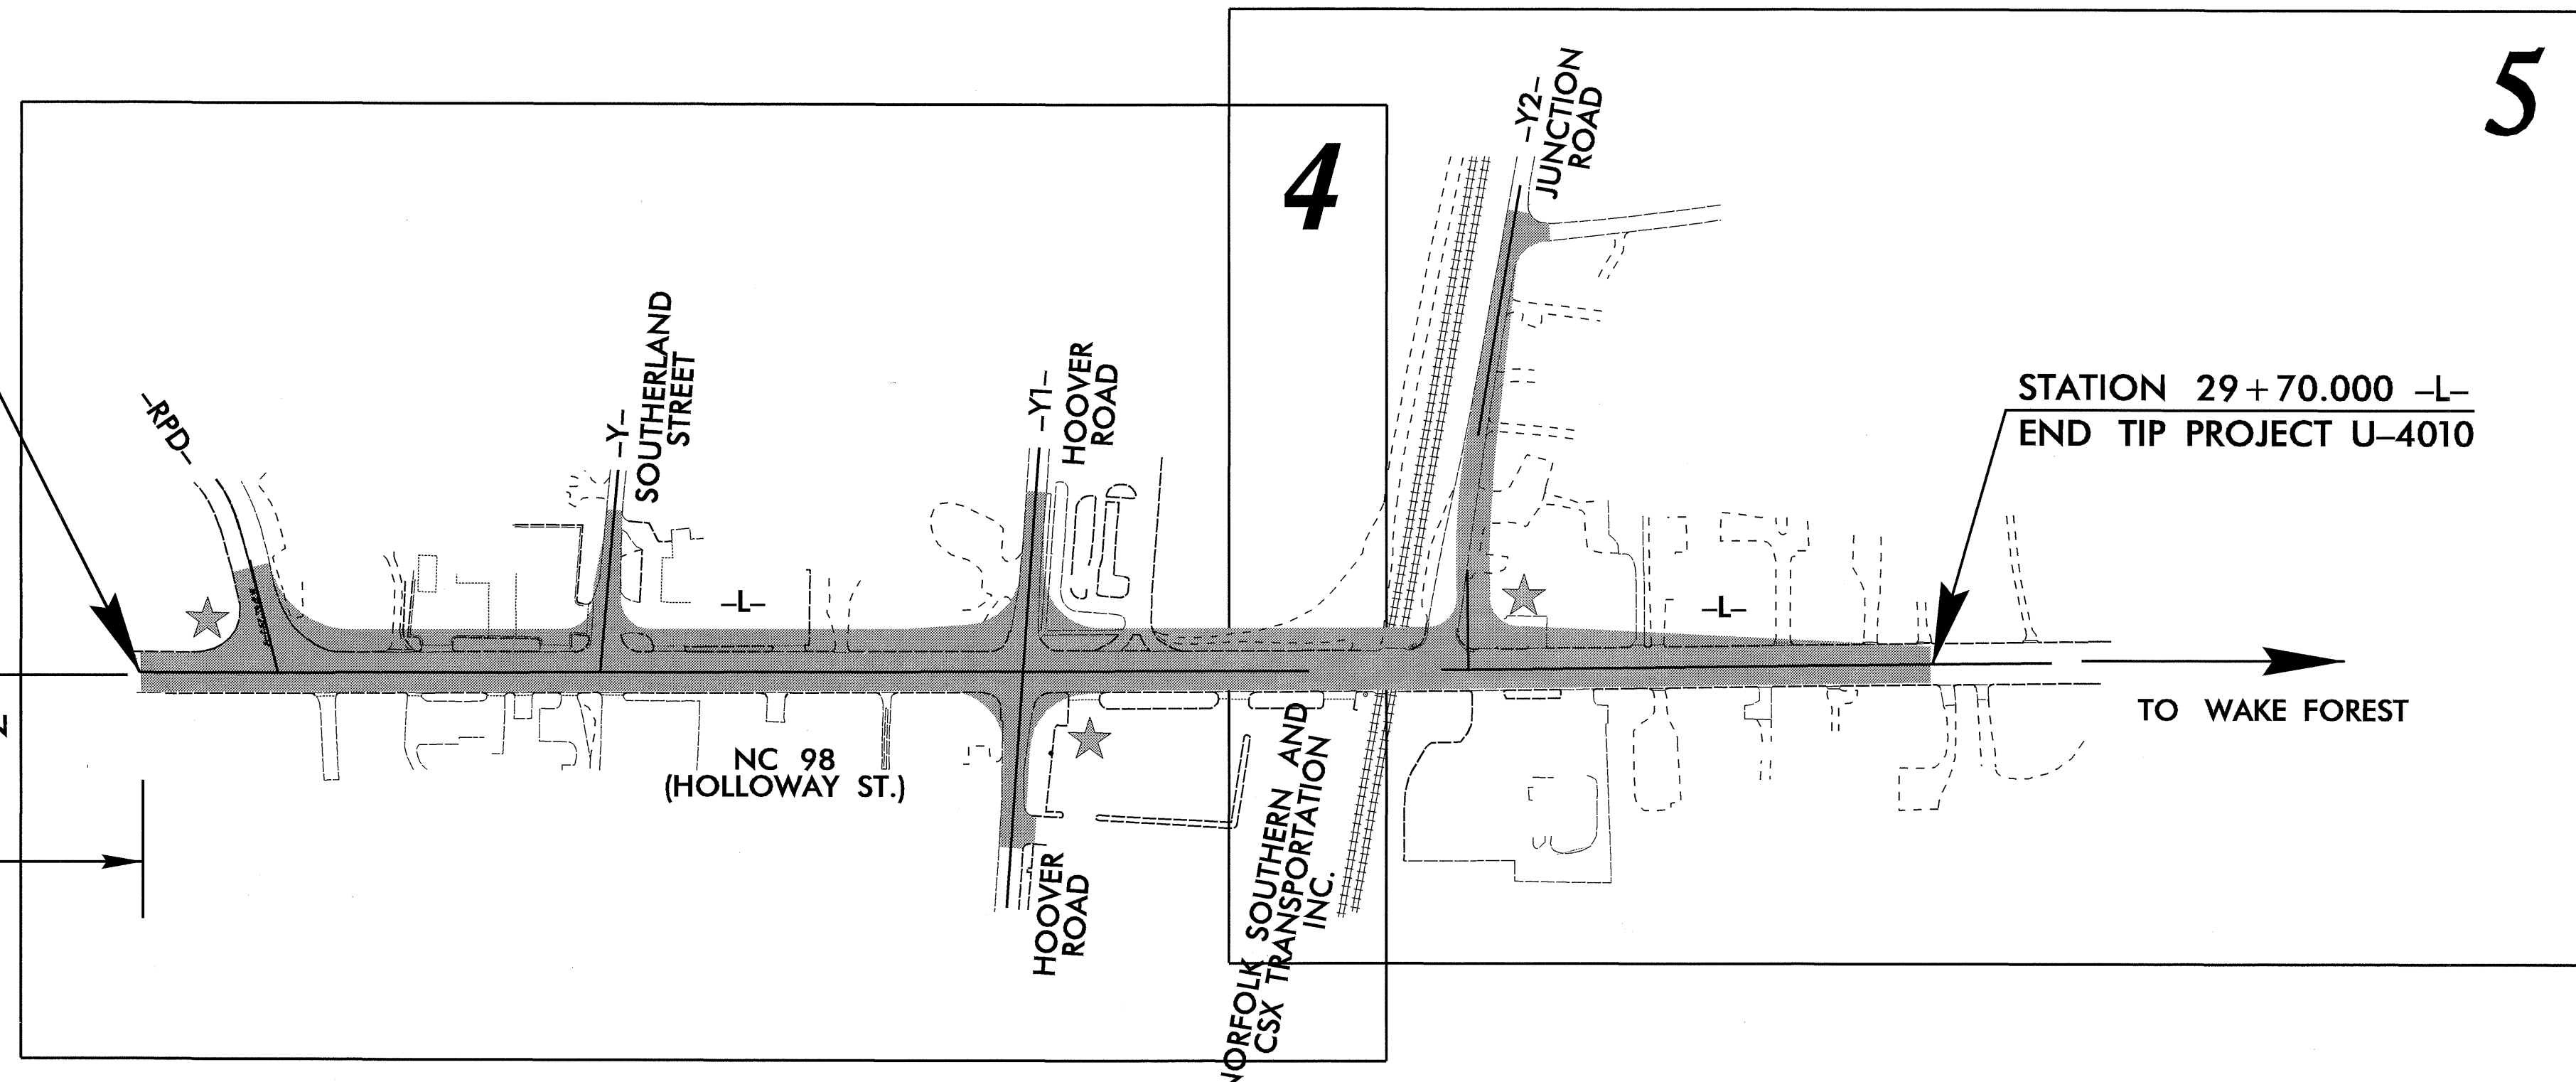 5
4
–Y2–
JUNCTION
ROAD
–RPD–
–Y–
SOUTHERLAND
STREET
–Y1–
HOOVER
ROAD
STATION 29+70.000 –L–
END TIP PROJECT U–4010
–L–
–L–
TO WAKE FOREST
NC 98
(HOLLOWAY ST.)
HOOVER
ROAD
NORFOLK SOUTHERN AND
CSX TRANSPORTATION
INC.